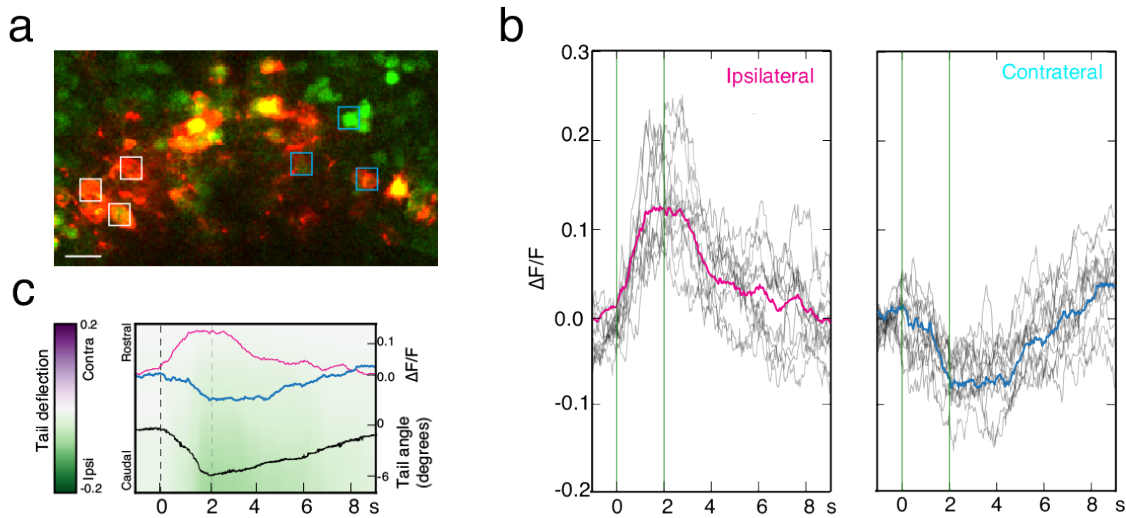 a
b
0.3
0.2
0.1
0.0
-0.1
-0.2
ΔF/F
Ipsilateral
0 2 4 6 8 s
Contrateral
0 2 4 6 8 s
c
Tail deflection
0.2
Contra
Ipsi
-0.2
Rostral
Caudal
0.1
0.0
ΔF/F
0
-6
Tail angle
(degrees)
0 2 4 6 8 s